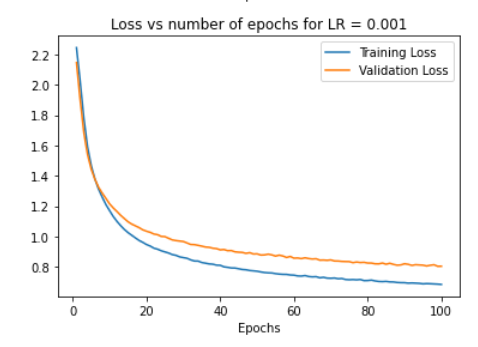 Loss vs number of epochs for LR = 0.001
Training Loss
Validation Loss
2.2
2.0
1.8
1.6
1.4
1.2
1.0
0.8
0 20 40 60 80 100
Epochs